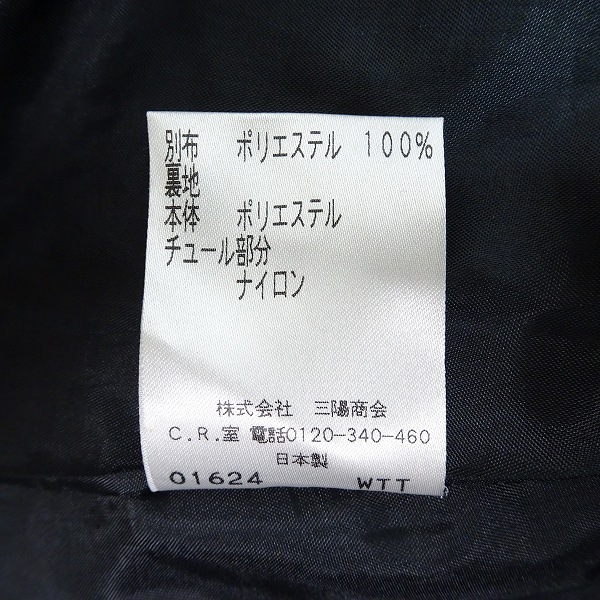 別布 ポリエステル 100%
裏地
本体 ポリエステル
チュール部分
ナイロン
株式会社 三陽商会
C.R.室 電話0120-340-460
日本製
01624 WTT